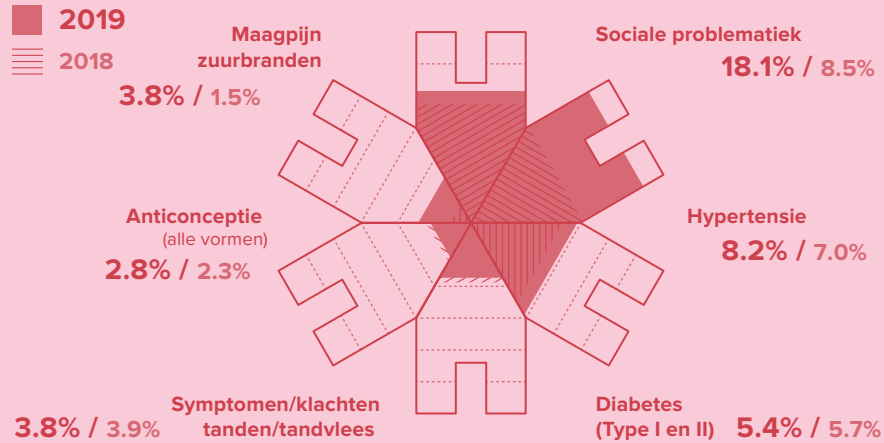 2019
2018
Maagpijn
zuurbranden
3.8% / 1.5%
Sociale problematiek
18.1% / 8.5%
Anticonceptie
(alle vormen)
2.8% / 2.3%
Hypertensie
8.2% / 7.0%
Symptomen/klachten
tanden/tandvlees
3.8% / 3.9%
Diabetes
(Type I en II)
5.4% / 5.7%